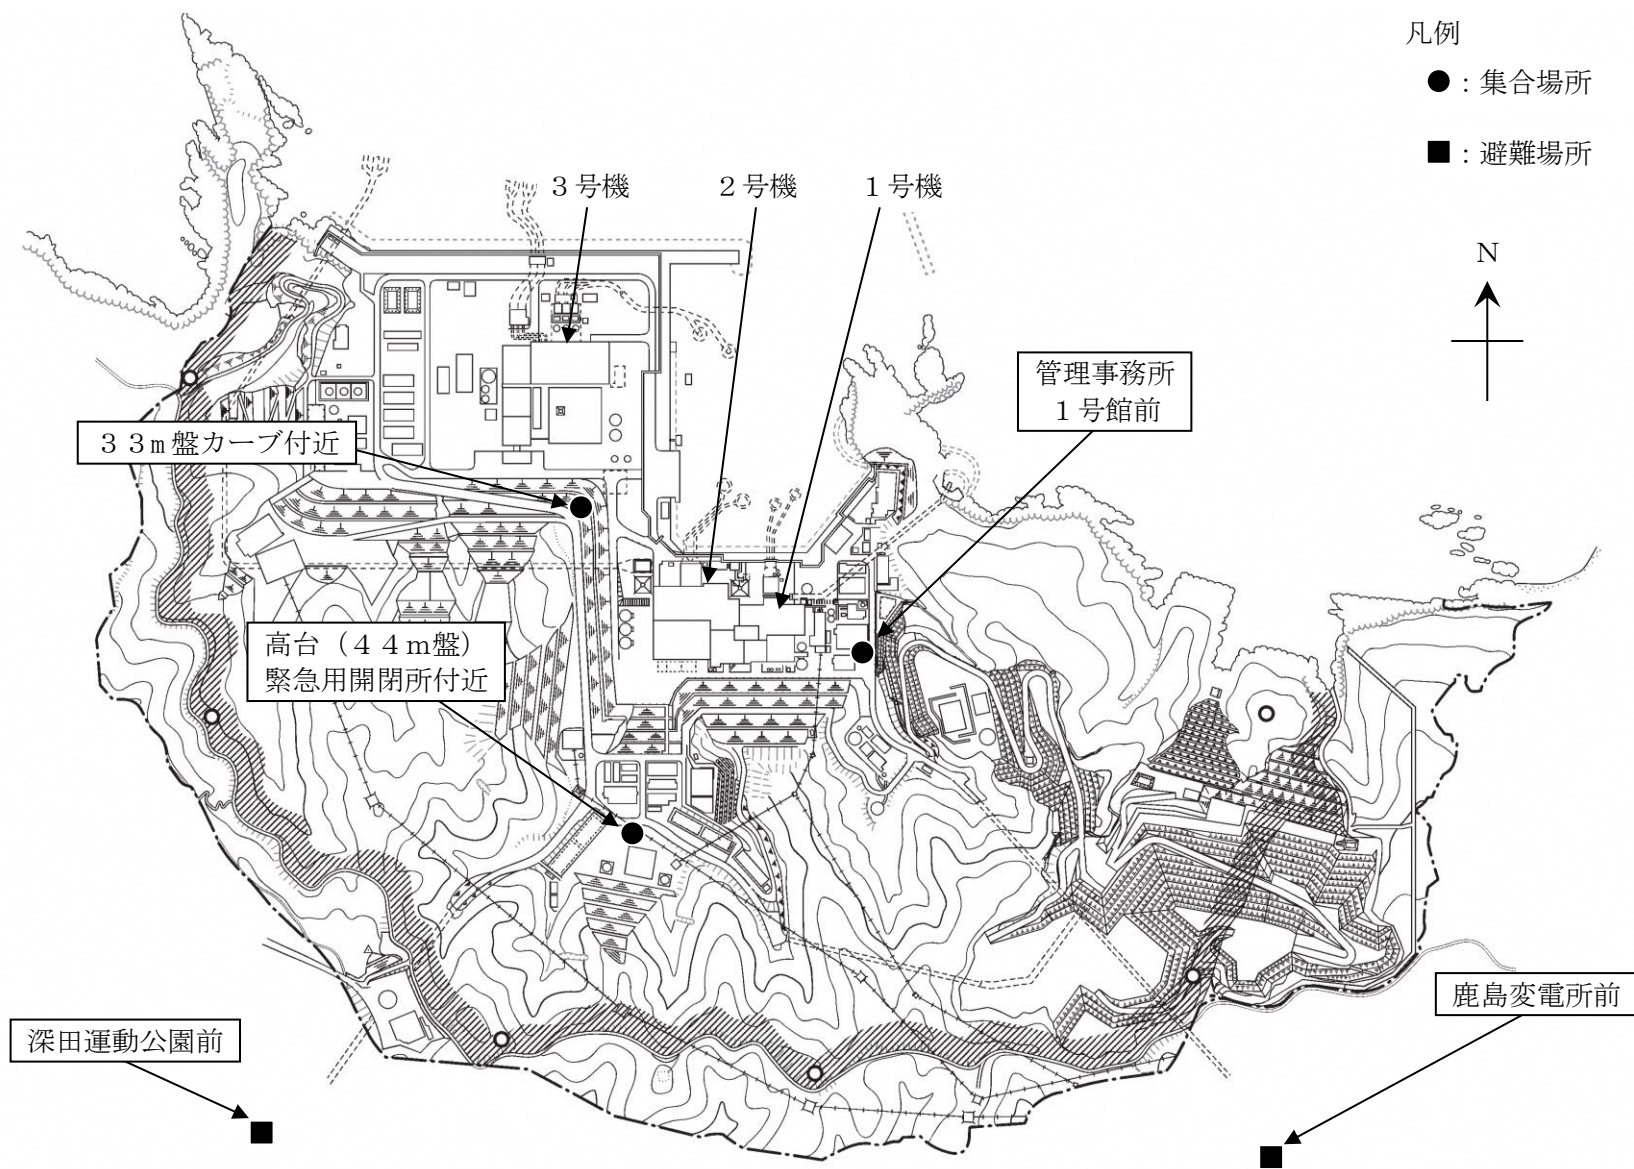 凡例
●：集合場所
■：避難場所
３号機
２号機
１号機
N
管理事務所
１号館前
３３ｍ盤カーブ付近
高台（４４ｍ盤）
緊急用開閉所付近
深田運動公園前
鹿島変電所前